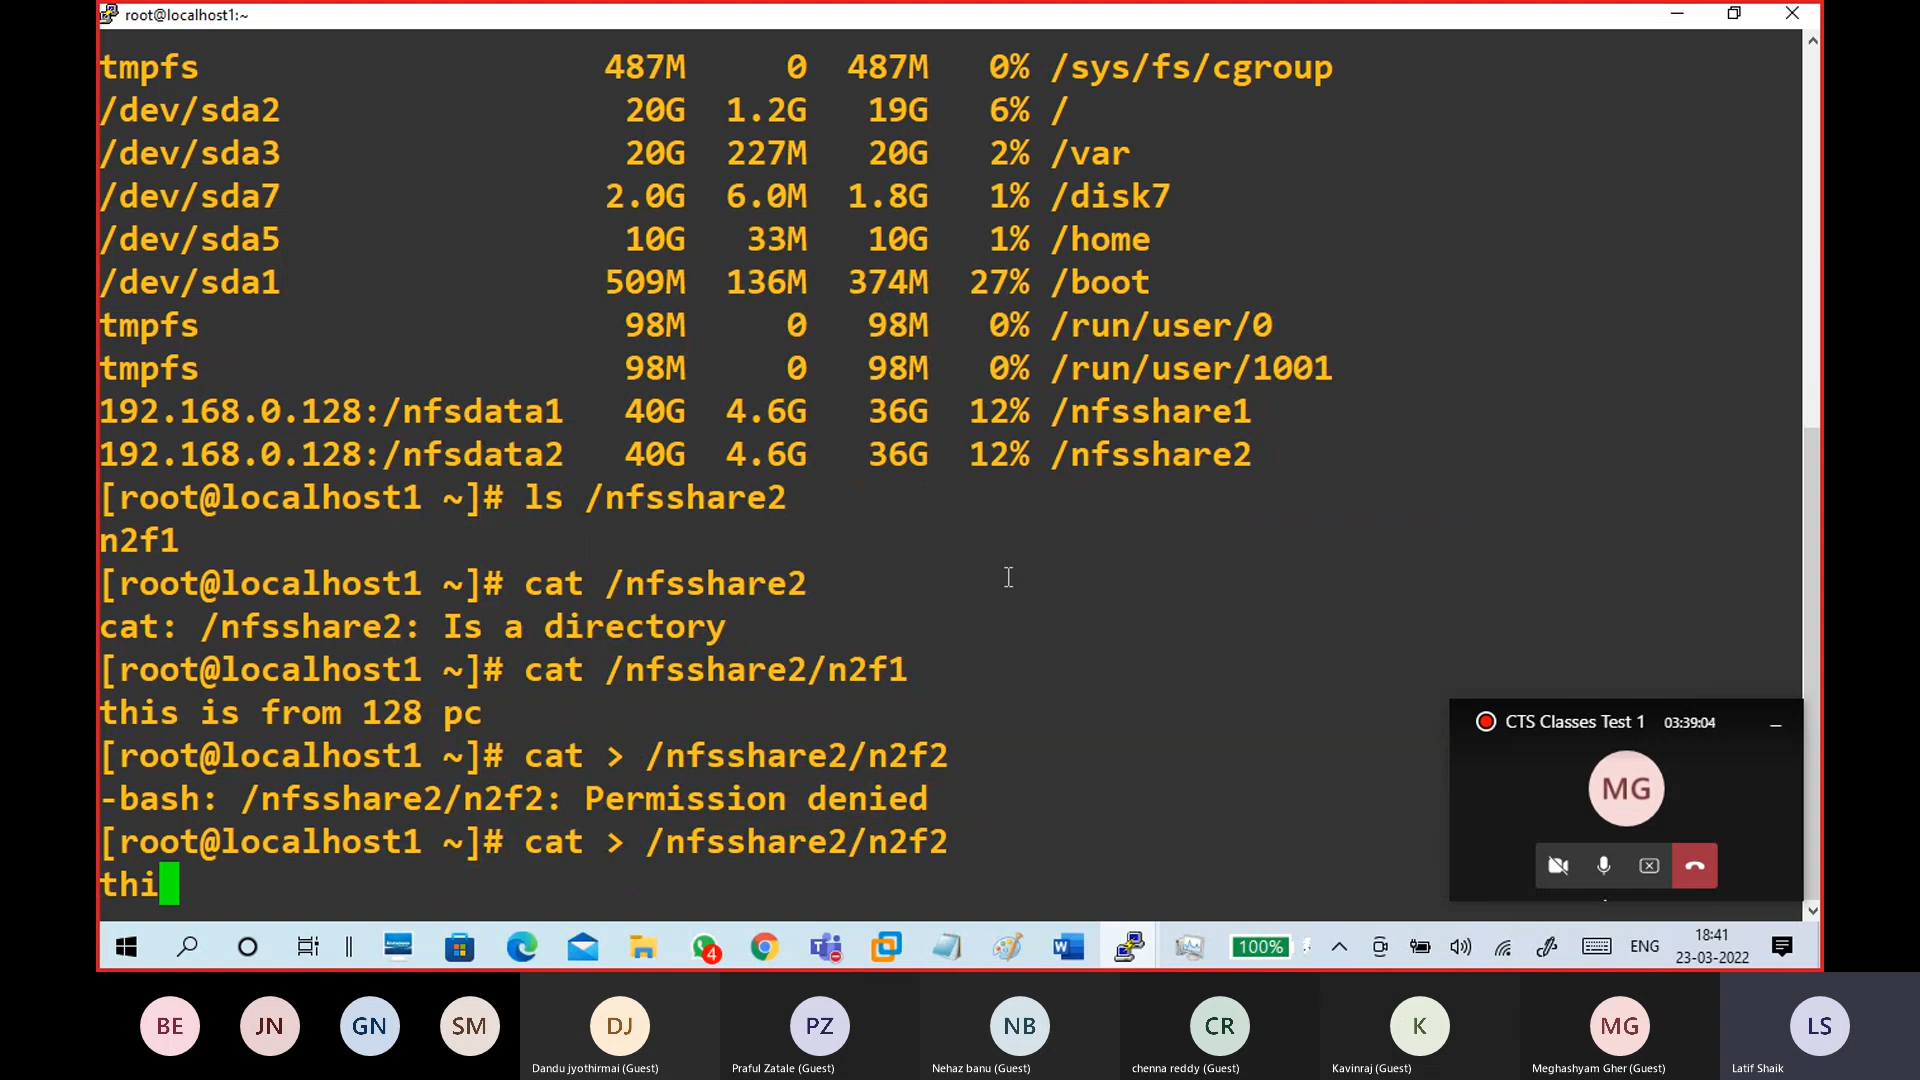 root@localhost1:~
tmpfs 487M 0 487M 0% /sys/fs/cgroup
/dev/sda2 20G 1.2G 19G 6% /
/dev/sda3 20G 227M 20G 2% /var
/dev/sda7 2.0G 6.0M 1.8G 1% /disk7
/dev/sda5 10G 33M 10G 1% /home
/dev/sda1 509M 136M 374M 27% /boot
tmpfs 98M 0 98M 0% /run/user/0
tmpfs 98M 0 98M 0% /run/user/1001
192.168.0.128:/nfsdata1 40G 4.6G 36G 12% /nfsshare1
192.168.0.128:/nfsdata2 40G 4.6G 36G 12% /nfsshare2
[root@localhost1 ~]# ls /nfsshare2
n2f1
[root@localhost1 ~]# cat /nfsshare2
cat: /nfsshare2: Is a directory
[root@localhost1 ~]# cat /nfsshare2/n2f1
this is from 128 pc
[root@localhost1 ~]# cat > /nfsshare2/n2f2
-bash: /nfsshare2/n2f2: Permission denied
[root@localhost1 ~]# cat > /nfsshare2/n2f2
thi
CTS Classes Test 1 03:39:04
MG
4
100%
ENG
18:41
23-03-2022
BE JN GN SM DJ PZ NB CR K MG LS
Dandu jyothirmai (Guest) Praful Zatale (Guest) Nehaz banu (Guest) chenna reddy (Guest) Kavinraj (Guest) Meghashyam Gher (Guest) Latif Shaik